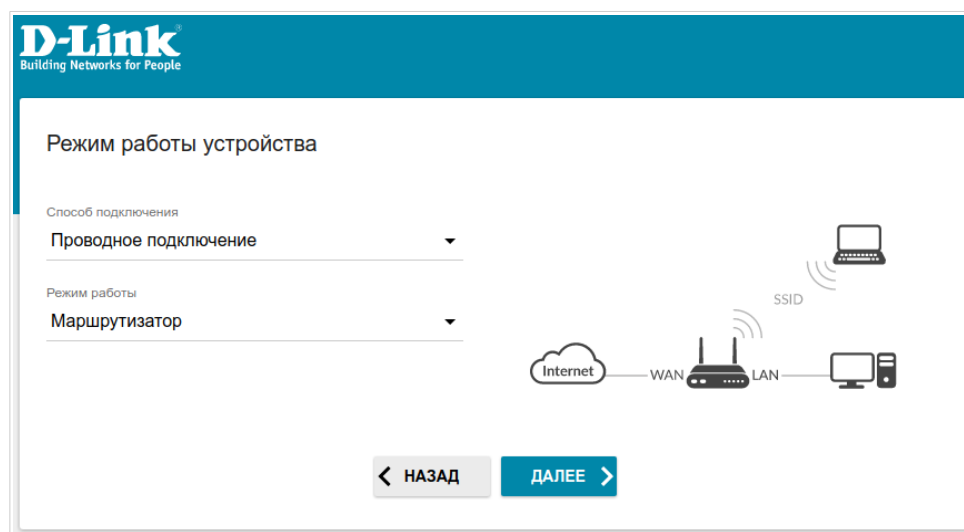 D-Link
Building Networks for People
Режим работы устройства
Способ подключения
Проводное подключение
Режим работы
Маршрутизатор
SSID
Internet
WAN
LAN
НАЗАД
ДАЛЕЕ